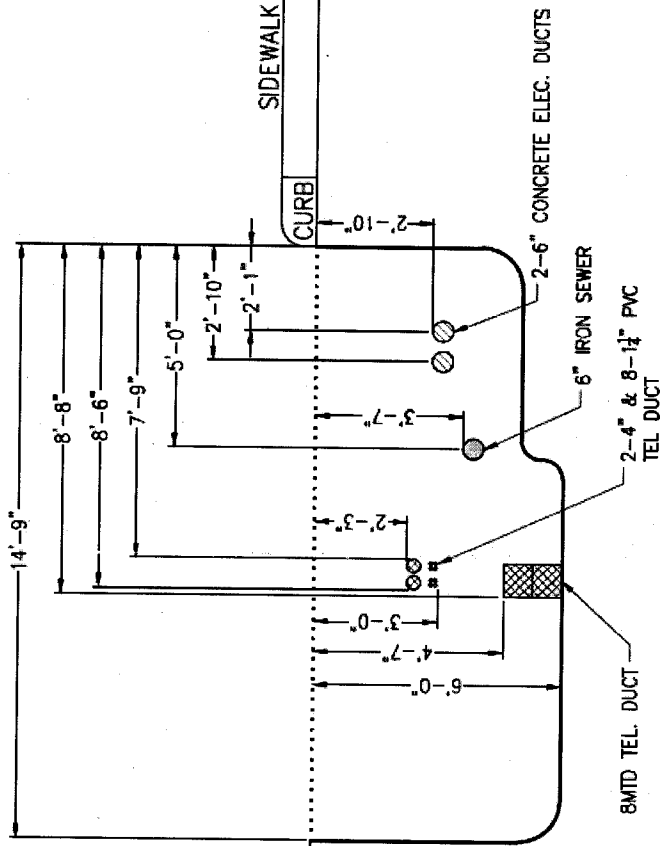 SIDEWALK
CURB
14'-9"
8'-8"
8'-6"
7'-9"
5'-0"
2'-10"
2'-1"
2'-10"
3'-7"
2'-3"
3'-0"
4'-7"
6'-0"
2-6" CONCRETE ELEC. DUCTS
6" IRON SEWER
2-4" & 8-1¼" PVC
TEL DUCT
8MTD TEL. DUCT